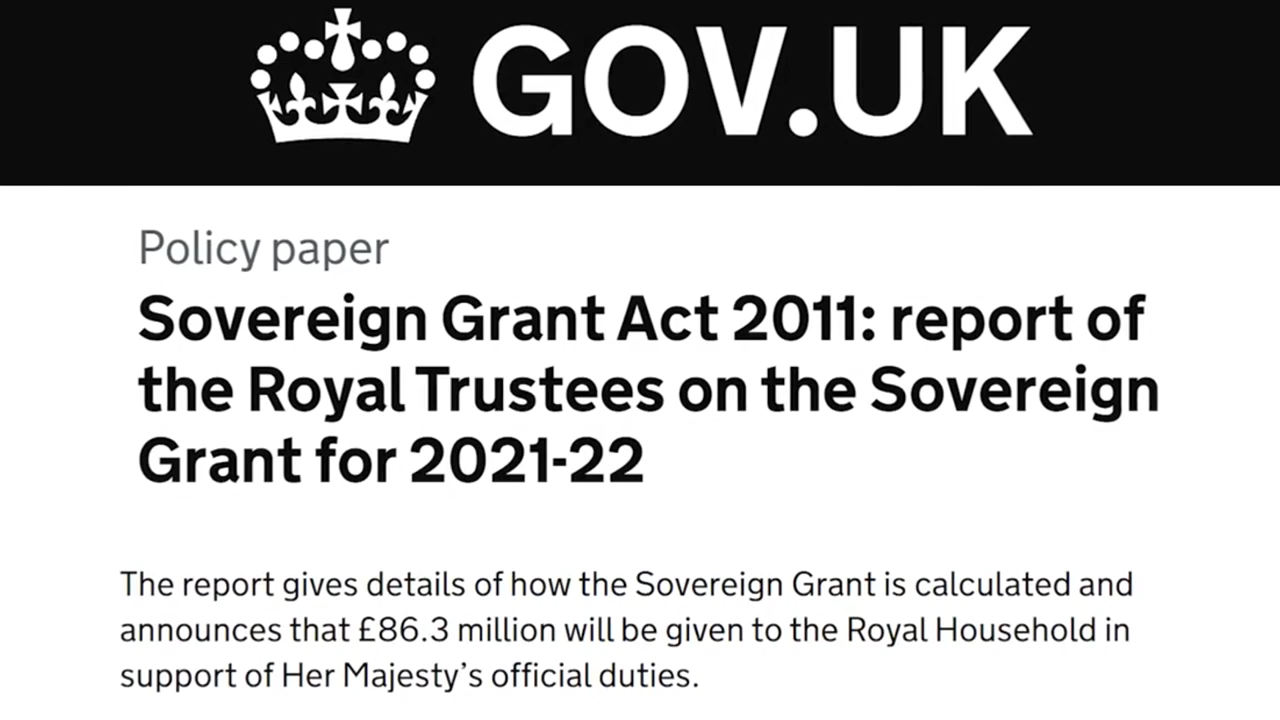 GOV.UK
Policy paper
Sovereign Grant Act 2011: report of
the Royal Trustees on the Sovereign
Grant for 2021-22
The report gives details of how the Sovereign Grant is calculated and
announces that £86.3 million will be given to the Royal Household in
support of Her Majesty’s official duties.